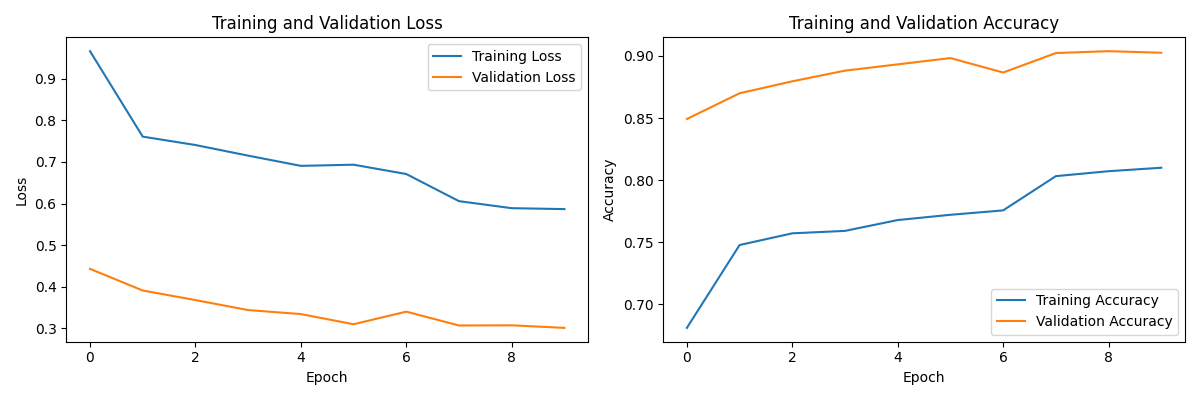 Training and Validation Loss
Training Loss
Validation Loss
0.9
0.8
0.7
0.6
0.5
0.4
0.3
Loss
0 2 4 6 8
Epoch
Training and Validation Accuracy
0.90
0.85
0.80
0.75
0.70
Accuracy
Training Accuracy
Validation Accuracy
0 2 4 6 8
Epoch